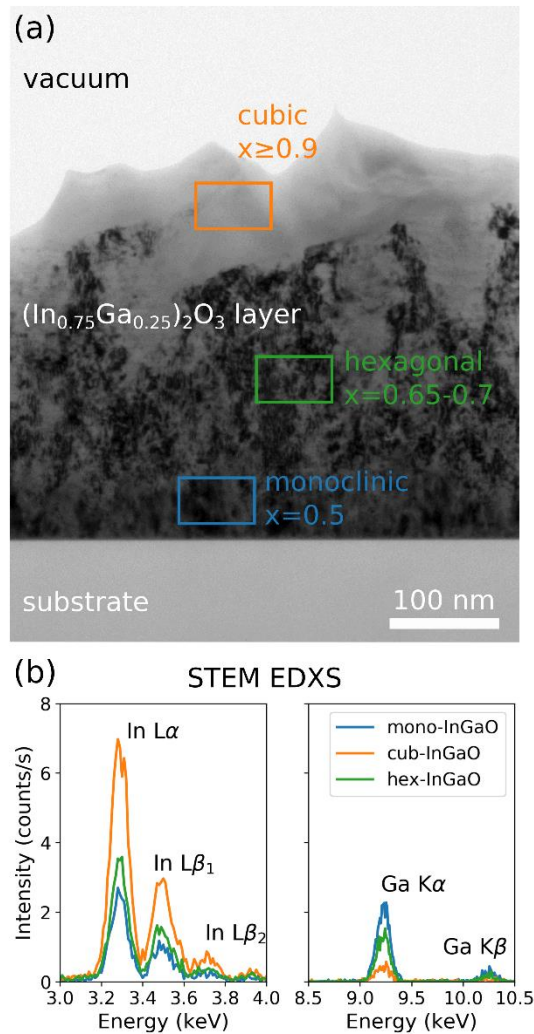 (a)
vacuum
cubic
x≥0.9
(In₀.₇₅Ga₀.₂₅)₂O₃ layer
hexagonal
x=0.65-0.7
monoclinic
x=0.5
substrate
100 nm
(b)
STEM EDXS
Intensity (counts/s)
8
6
4
2
0
In Lα
In Lβ₁
In Lβ₂
3.0 3.2 3.4 3.6 3.8 4.0
Energy (keV)
mono-InGaO
cub-InGaO
hex-InGaO
Ga Kα
Ga Kβ
8.5 9.0 9.5 10.0 10.5
Energy (keV)